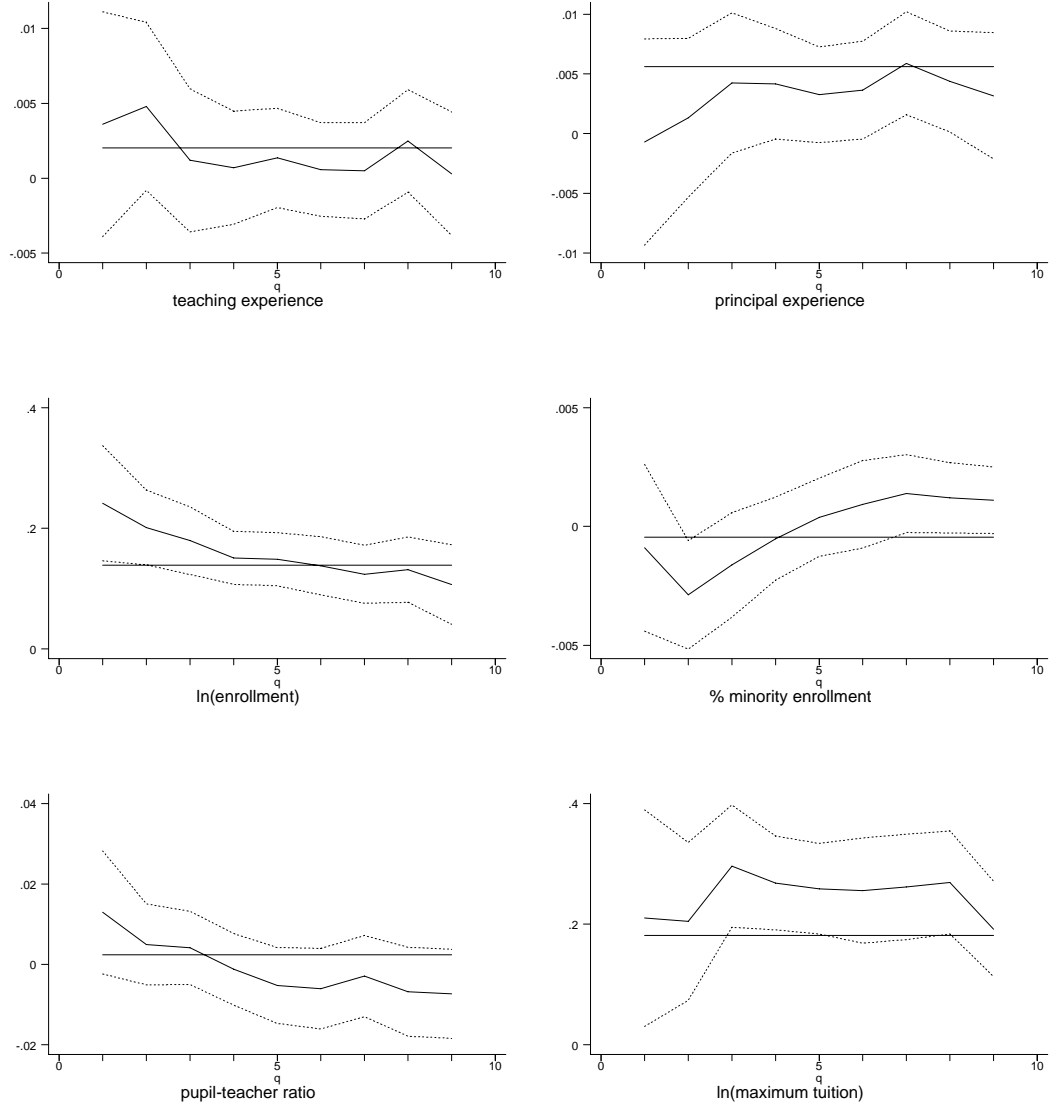 .01
.005
0
-.005
0 5 10
q
teaching experience
.01
.005
0
-.005
-.01
0 5 10
q
principal experience
.4
.2
0
0 5 10
q
ln(enrollment)
.005
0
-.005
0 5 10
q
% minority enrollment
.04
.02
0
-.02
0 5 10
q
pupil-teacher ratio
.4
.2
0
0 5 10
q
ln(maximum tuition)